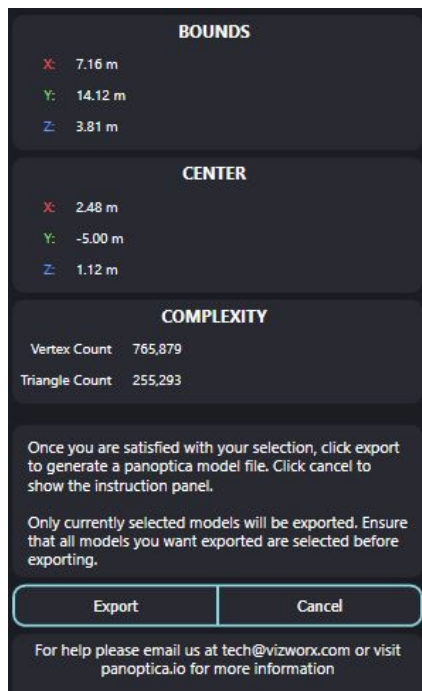 BOUNDS
X: 7.16 m
Y: 14.12 m
Z: 3.81 m
CENTER
X: 2.48 m
Y: -5.00 m
Z: 1.12 m
COMPLEXITY
Vertex Count 765,879
Triangle Count 255,293
Once you are satisfied with your selection, click export
to generate a panoptica model file. Click cancel to
show the instruction panel.
Only currently selected models will be exported. Ensure
that all models you want exported are selected before
exporting.
Export Cancel
For help please email us at tech@vizworx.com or visit
panoptica.io for more information